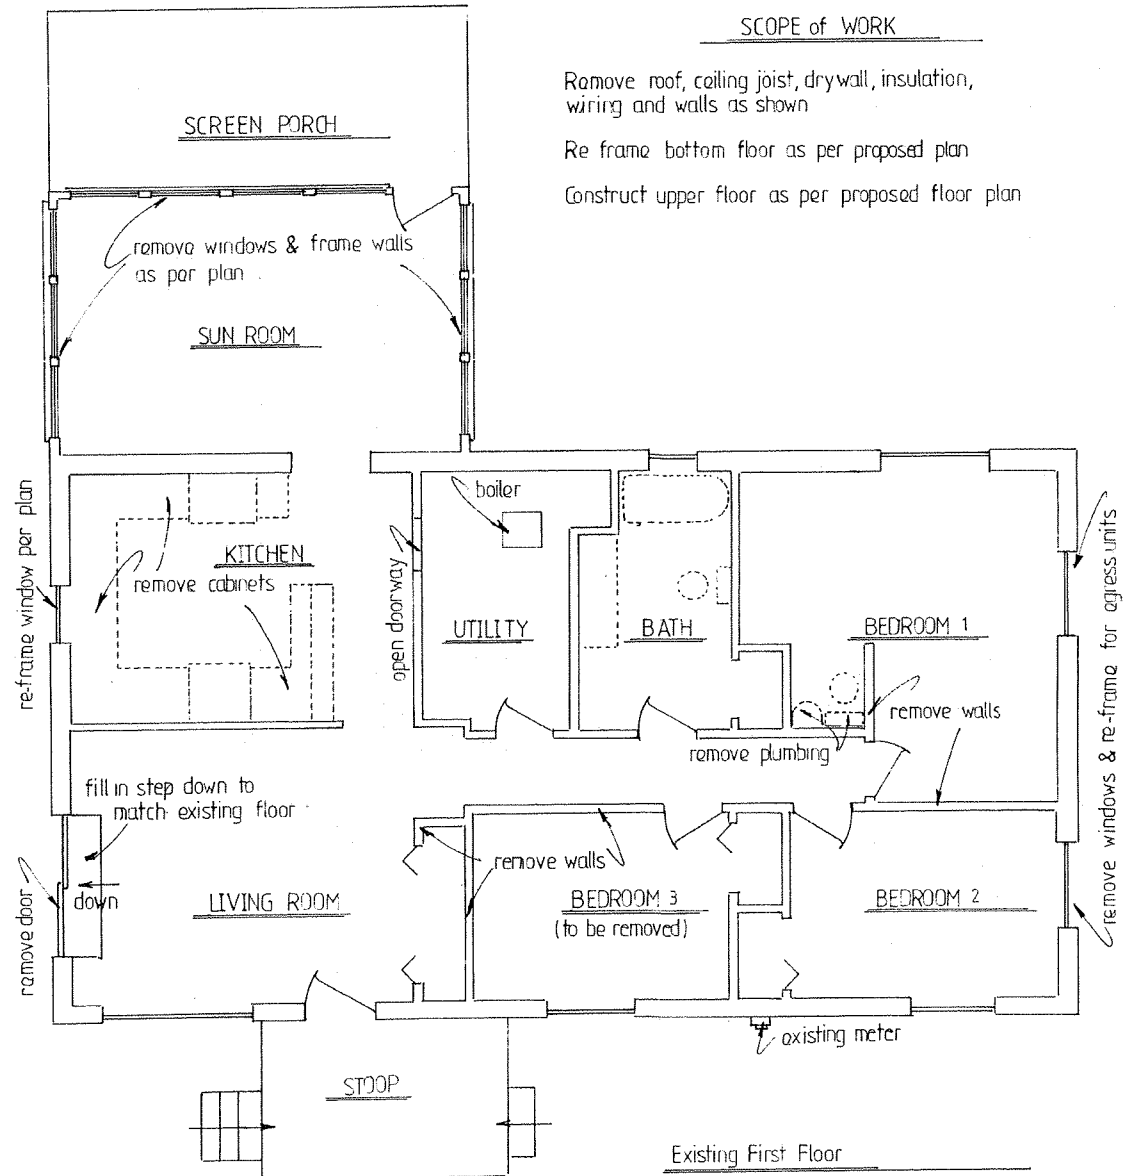 SCOPE of WORK
Remove roof, ceiling joist, drywall, insulation,
wiring and walls as shown
Re frame bottom floor as per proposed plan
Construct upper floor as per proposed floor plan
SCREEN PORCH
remove windows & frame walls
as per plan
SUN ROOM
re-frame window per plan
KITCHEN
remove cabinets
open doorway
boiler
UTILITY
BATH
BEDROOM 1
remove walls
remove plumbing
remove windows & re-frame for egress units
fill in step down to
match existing floor
down
remove door
LIVING ROOM
remove walls
BEDROOM 3
(to be removed)
BEDROOM 2
existing meter
STOOP
Existing First Floor